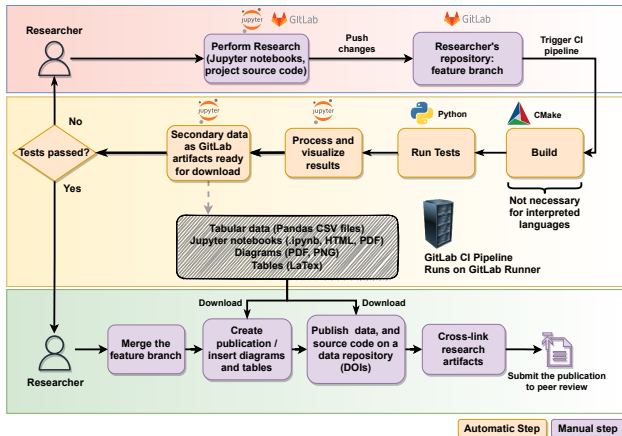 jupyter
GitLab
GitLab
Researcher
Perform Research
(Jupyter notebooks,
project source code)
Push
changes
Researcher's
repository:
feature branch
Trigger CI
pipeline
No
Tests passed?
Yes
jupyter
Secondary data
as GitLab
artifacts ready
for download
jupyter
Process and
visualize
results
Python
Run Tests
CMake
Build
Not necessary
for interpreted
languages
Tabular data (Pandas CSV files)
Jupyter notebooks (.ipynb, HTML, PDF)
Diagrams (PDF, PNG)
Tables (LaTex)
GitLab CI Pipeline
Runs on GitLab Runner
Download
Download
Researcher
Merge the
feature branch
Create
publication /
insert diagrams
and tables
Publish data, and
source code on a
data repository
(DOIs)
Cross-link
research
artifacts
Submit the publication
to peer review
Automatic Step
Manual step